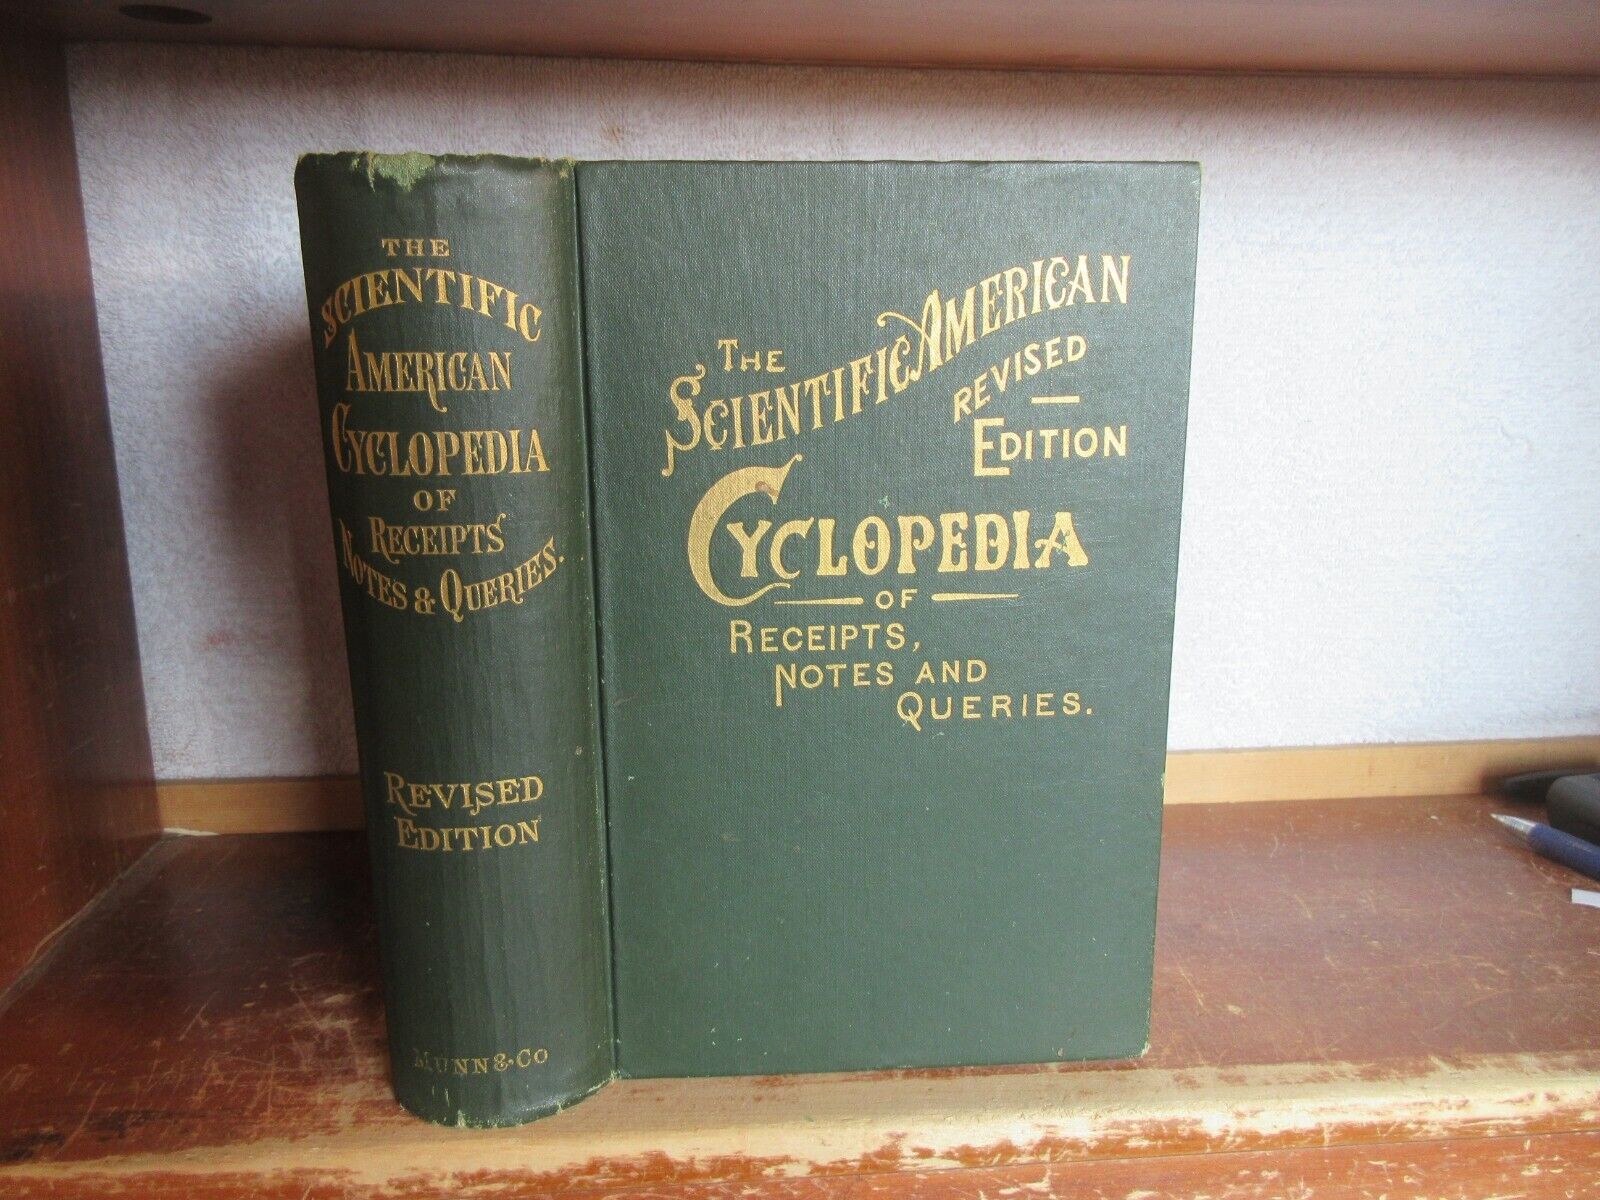 THE
SCIENTIFIC
AMERICAN
CYCLOPEDIA
OF
RECEIPTS
NOTES & QUERIES.
REVISED
EDITION
MUNN & CO
THE
SCIENTIFIC AMERICAN
REVISED
EDITION
CYCLOPEDIA
OF
RECEIPTS,
NOTES AND
QUERIES.